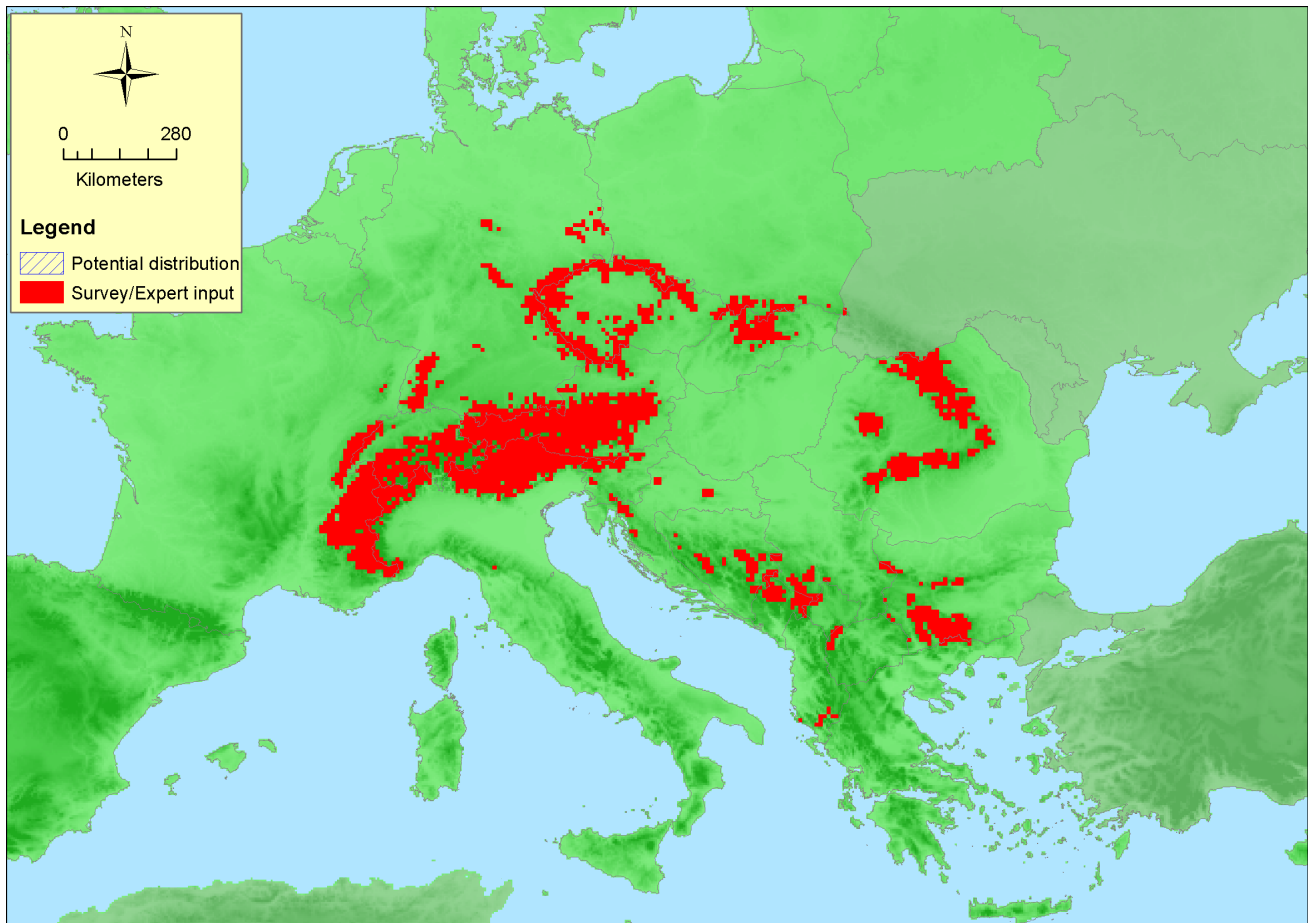 N
0 280
Kilometers
Legend
Potential distribution
Survey/Expert input